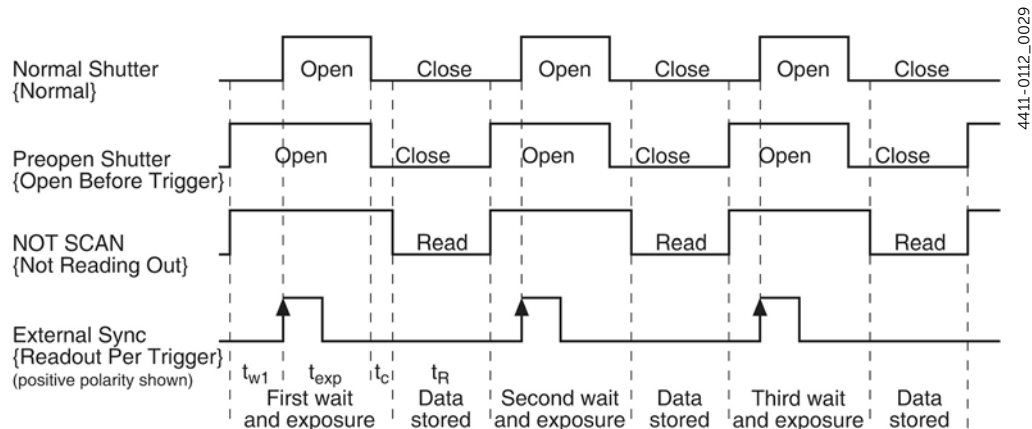 Normal Shutter
{Normal}
Open
Close
Open
Close
Open
Close
Preopen Shutter
{Open Before Trigger}
Open
Close
Open
Close
Open
Close
NOT SCAN
{Not Reading Out}
Read
Read
Read
External Sync
{Readout Per Trigger}
(positive polarity shown)
tw1
texp
tc
tR
First wait
and exposure
Data
stored
Second wait
and exposure
Data
stored
Third wait
and exposure
Data
stored
4411-0112_0029